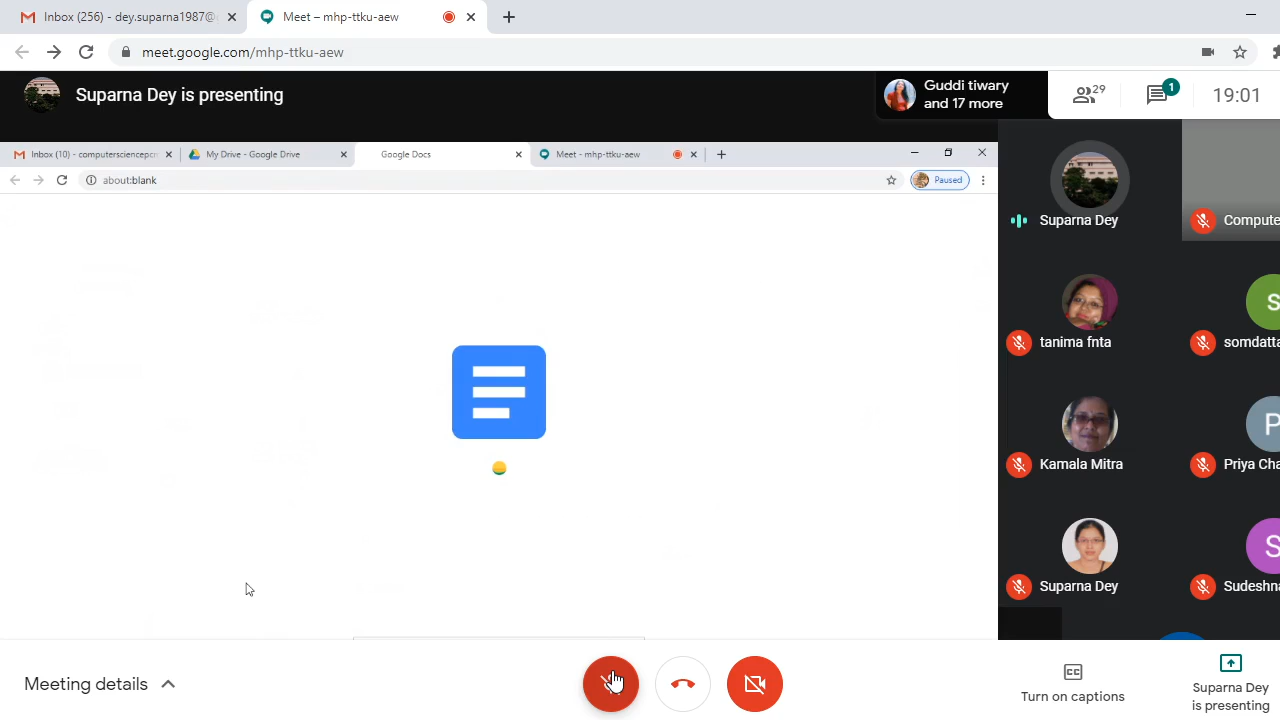 Inbox (256) - dey.suparna1987@
Meet – mhp-ttku-aew
meet.google.com/mhp-ttku-aew
Suparna Dey is presenting
Guddi tiwary
and 17 more
29
1
19:01
Inbox (10) - computersciencepcm
My Drive - Google Drive
Google Docs
Meet - mhp-ttku-aew
about:blank
Paused
Suparna Dey
Compute
tanima fnta
S
somdatta
Kamala Mitra
P
Priya Cha
Suparna Dey
S
Sudeshna
Meeting details
CC
Turn on captions
Suparna Dey
is presenting